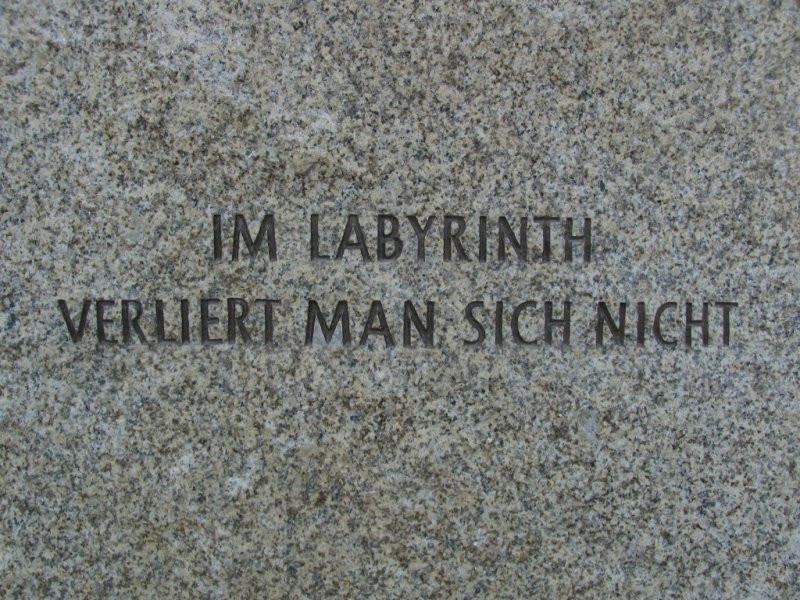 IM LABYRINTH
VERLIERT MAN SICH NICHT